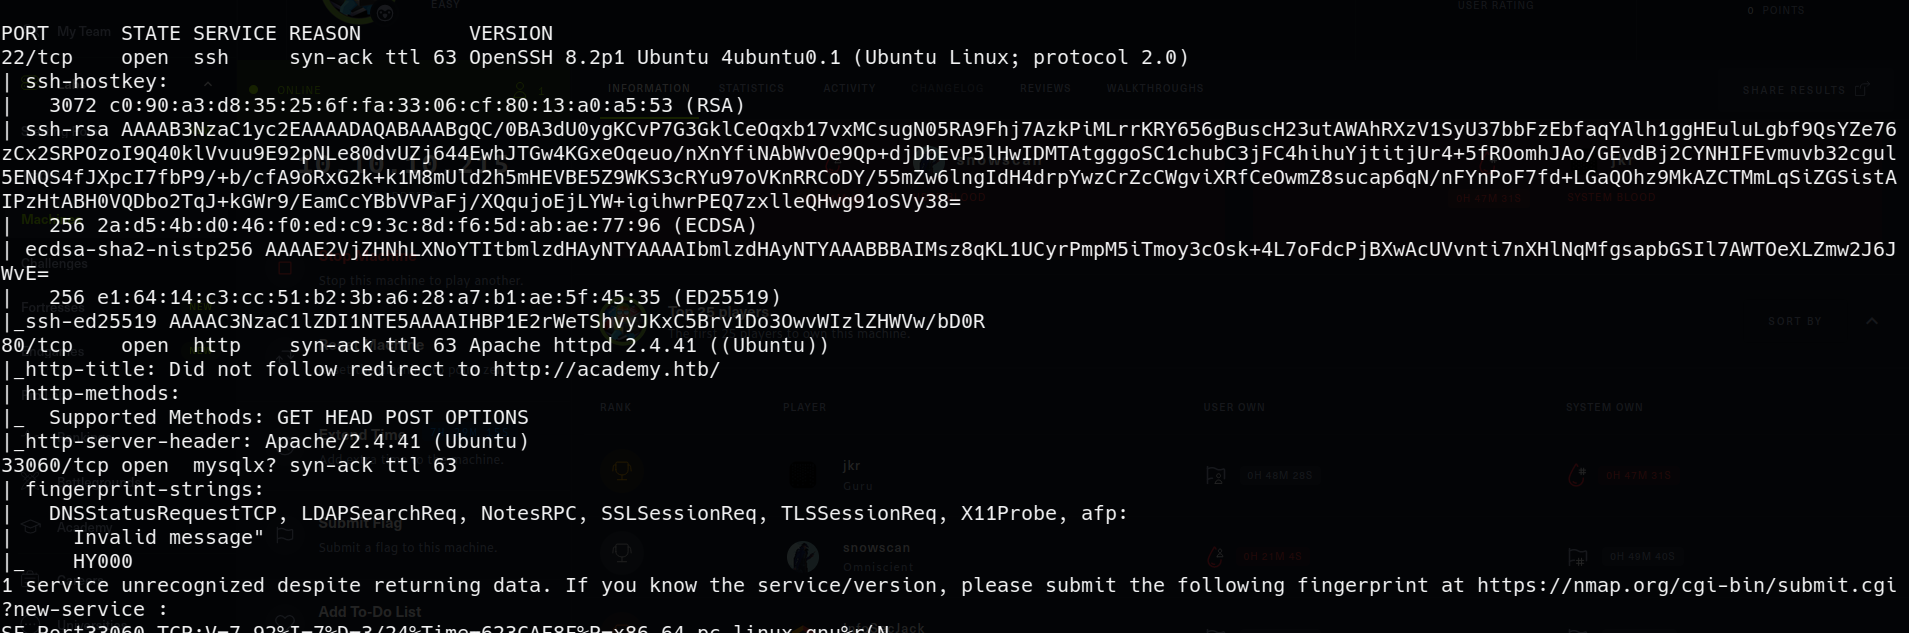 PORT      STATE SERVICE REASON         VERSION
22/tcp    open  ssh     syn-ack ttl 63 OpenSSH 8.2p1 Ubuntu 4ubuntu0.1 (Ubuntu Linux; protocol 2.0)
| ssh-hostkey:
|   3072 c0:90:a3:d8:35:25:6f:fa:33:06:cf:80:13:a0:a5:53 (RSA)
| ssh-rsa AAAAB3NzaC1yc2EAAAADAQABAAABgQC/0BA3dU0ygKCvP7G3GklCeOqxb17vxMCsugN05RA9Fhj7AzkPiMLrrKRY656gBuscH23utAWAhRXzV1SyU37bbFzEbfaqYAlh1ggHEuluLgbf9QsYZe76
zCx2SRPOzoI9Q40klVvuu9E92pNLe80dvUZj644EwhJTGw4KGxeOqeuo/nXnYfiNAbWvOe9Qp+djDbEvP5lHwIDMTAtgggoSC1chubC3jFC4hihuYjtitjUr4+5fROomhJAo/GEvdBj2CYNHIFEvmuvb32cgul
5ENQS4fJXpcI7fbP9/+b/cfA9oRxG2k+k1M8mUld2h5mHEVBE5Z9WKS3cRYu97oVKnRRCoDY/55mZw6lngIdH4drpYwzCrZcCWgviXRfCeOwmZ8sucap6qN/nFYnPoF7fd+LGaQOhz9MkAZCTMmLqSiZGSistA
IPzHtABH0VQDbo2TqJ+kGWr9/EamCcYBbVVPaFj/XQqujoEjLYW+igihwrPEQ7zxlleQHwg91oSVy38=
|   256 2a:d5:4b:d0:46:f0:ed:c9:3c:8d:f6:5d:ab:ae:77:96 (ECDSA)
| ecdsa-sha2-nistp256 AAAAE2VjZHNhLXNoYTItbmlzdHAyNTYAAAAIbmlzdHAyNTYAAABBBAIMsz8qKL1UCyrPmpM5iTmoy3cOsk+4L7oFdcPjBXwAcUVvnti7nXHlNqMfgsapbGSIl7AWTOeXLZmw2J6J
WvE=
|   256 e1:64:14:c3:cc:51:b2:3b:a6:28:a7:b1:ae:5f:45:35 (ED25519)
|_ssh-ed25519 AAAAC3NzaC1lZDI1NTE5AAAAIHBP1E2rWeTShvyJKxC5Brv1Do3OwvWIzlZHWVw/bD0R
80/tcp    open  http    syn-ack ttl 63 Apache httpd 2.4.41 ((Ubuntu))
|_http-title: Did not follow redirect to http://academy.htb/
| http-methods:
|_  Supported Methods: GET HEAD POST OPTIONS
|_http-server-header: Apache/2.4.41 (Ubuntu)
33060/tcp open  mysqlx? syn-ack ttl 63
| fingerprint-strings:
|   DNSStatusRequestTCP, LDAPSearchReq, NotesRPC, SSLSessionReq, TLSSessionReq, X11Probe, afp:
|     Invalid message"
|_    HY000
1 service unrecognized despite returning data. If you know the service/version, please submit the following fingerprint at https://nmap.org/cgi-bin/submit.cgi
?new-service :